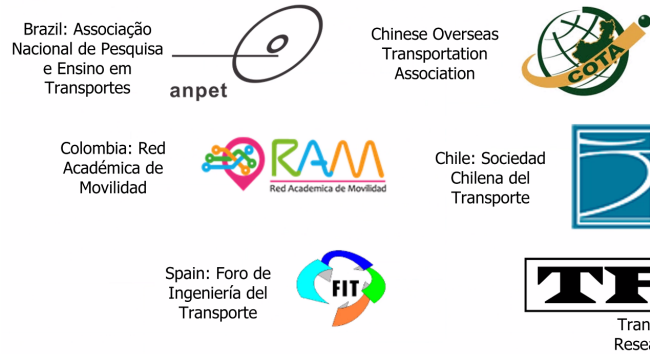 Brazil: Associação
Nacional de Pesquisa
e Ensino em
Transportes
anpet
Chinese Overseas
Transportation
Association
COTA
Colombia: Red
Académica de
Movilidad
RAM
Red Academica de Movilidad
Chile: Sociedad
Chilena del
Transporte
Spain: Foro de
Ingeniería del
Transporte
FIT